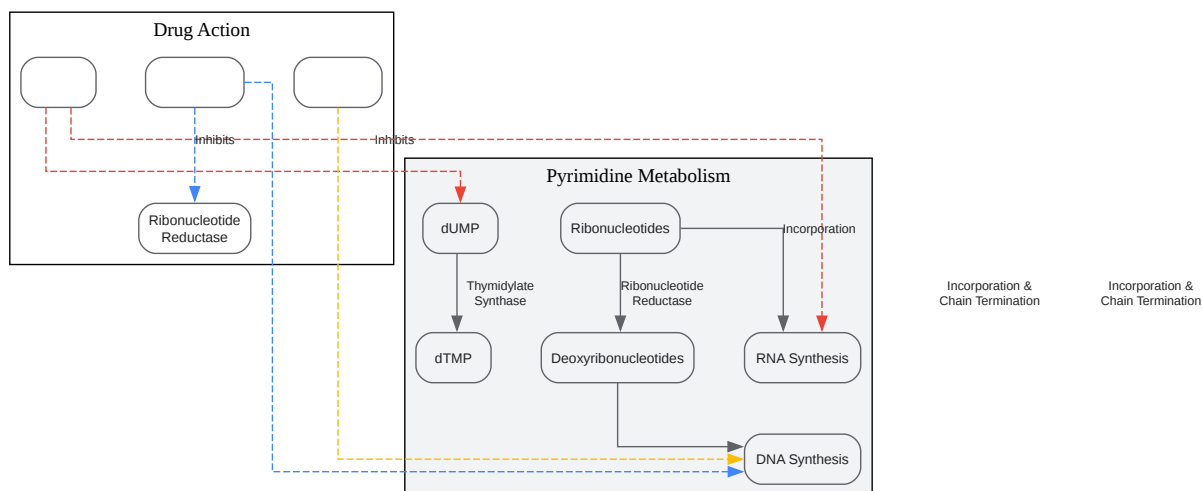 Drug Action
Inhibits
Inhibits
Ribonucleotide
Reductase
Pyrimidine Metabolism
dUMP
Ribonucleotides
Incorporation
Thymidylate
Synthase
Ribonucleotide
Reductase
Incorporation &
Chain Termination
Incorporation &
Chain Termination
dTMP
Deoxyribonucleotides
RNA Synthesis
DNA Synthesis